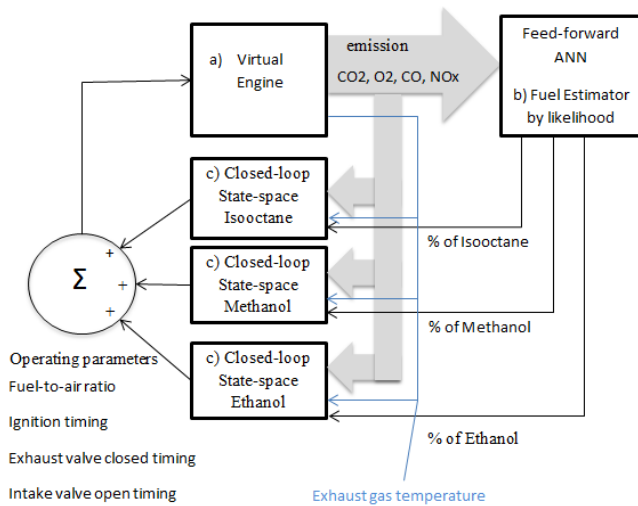 a) Virtual
Engine
emission
CO2, O2, CO, NOx
Feed-forward
ANN
b) Fuel Estimator
by likelihood
c) Closed-loop
State-space
Isooctane
% of Isooctane
c) Closed-loop
State-space
Methanol
% of Methanol
c) Closed-loop
State-space
Ethanol
% of Ethanol
+
Σ
+
+
Operating parameters
Fuel-to-air ratio
Ignition timing
Exhaust valve closed timing
Intake valve open timing
Exhaust gas temperature